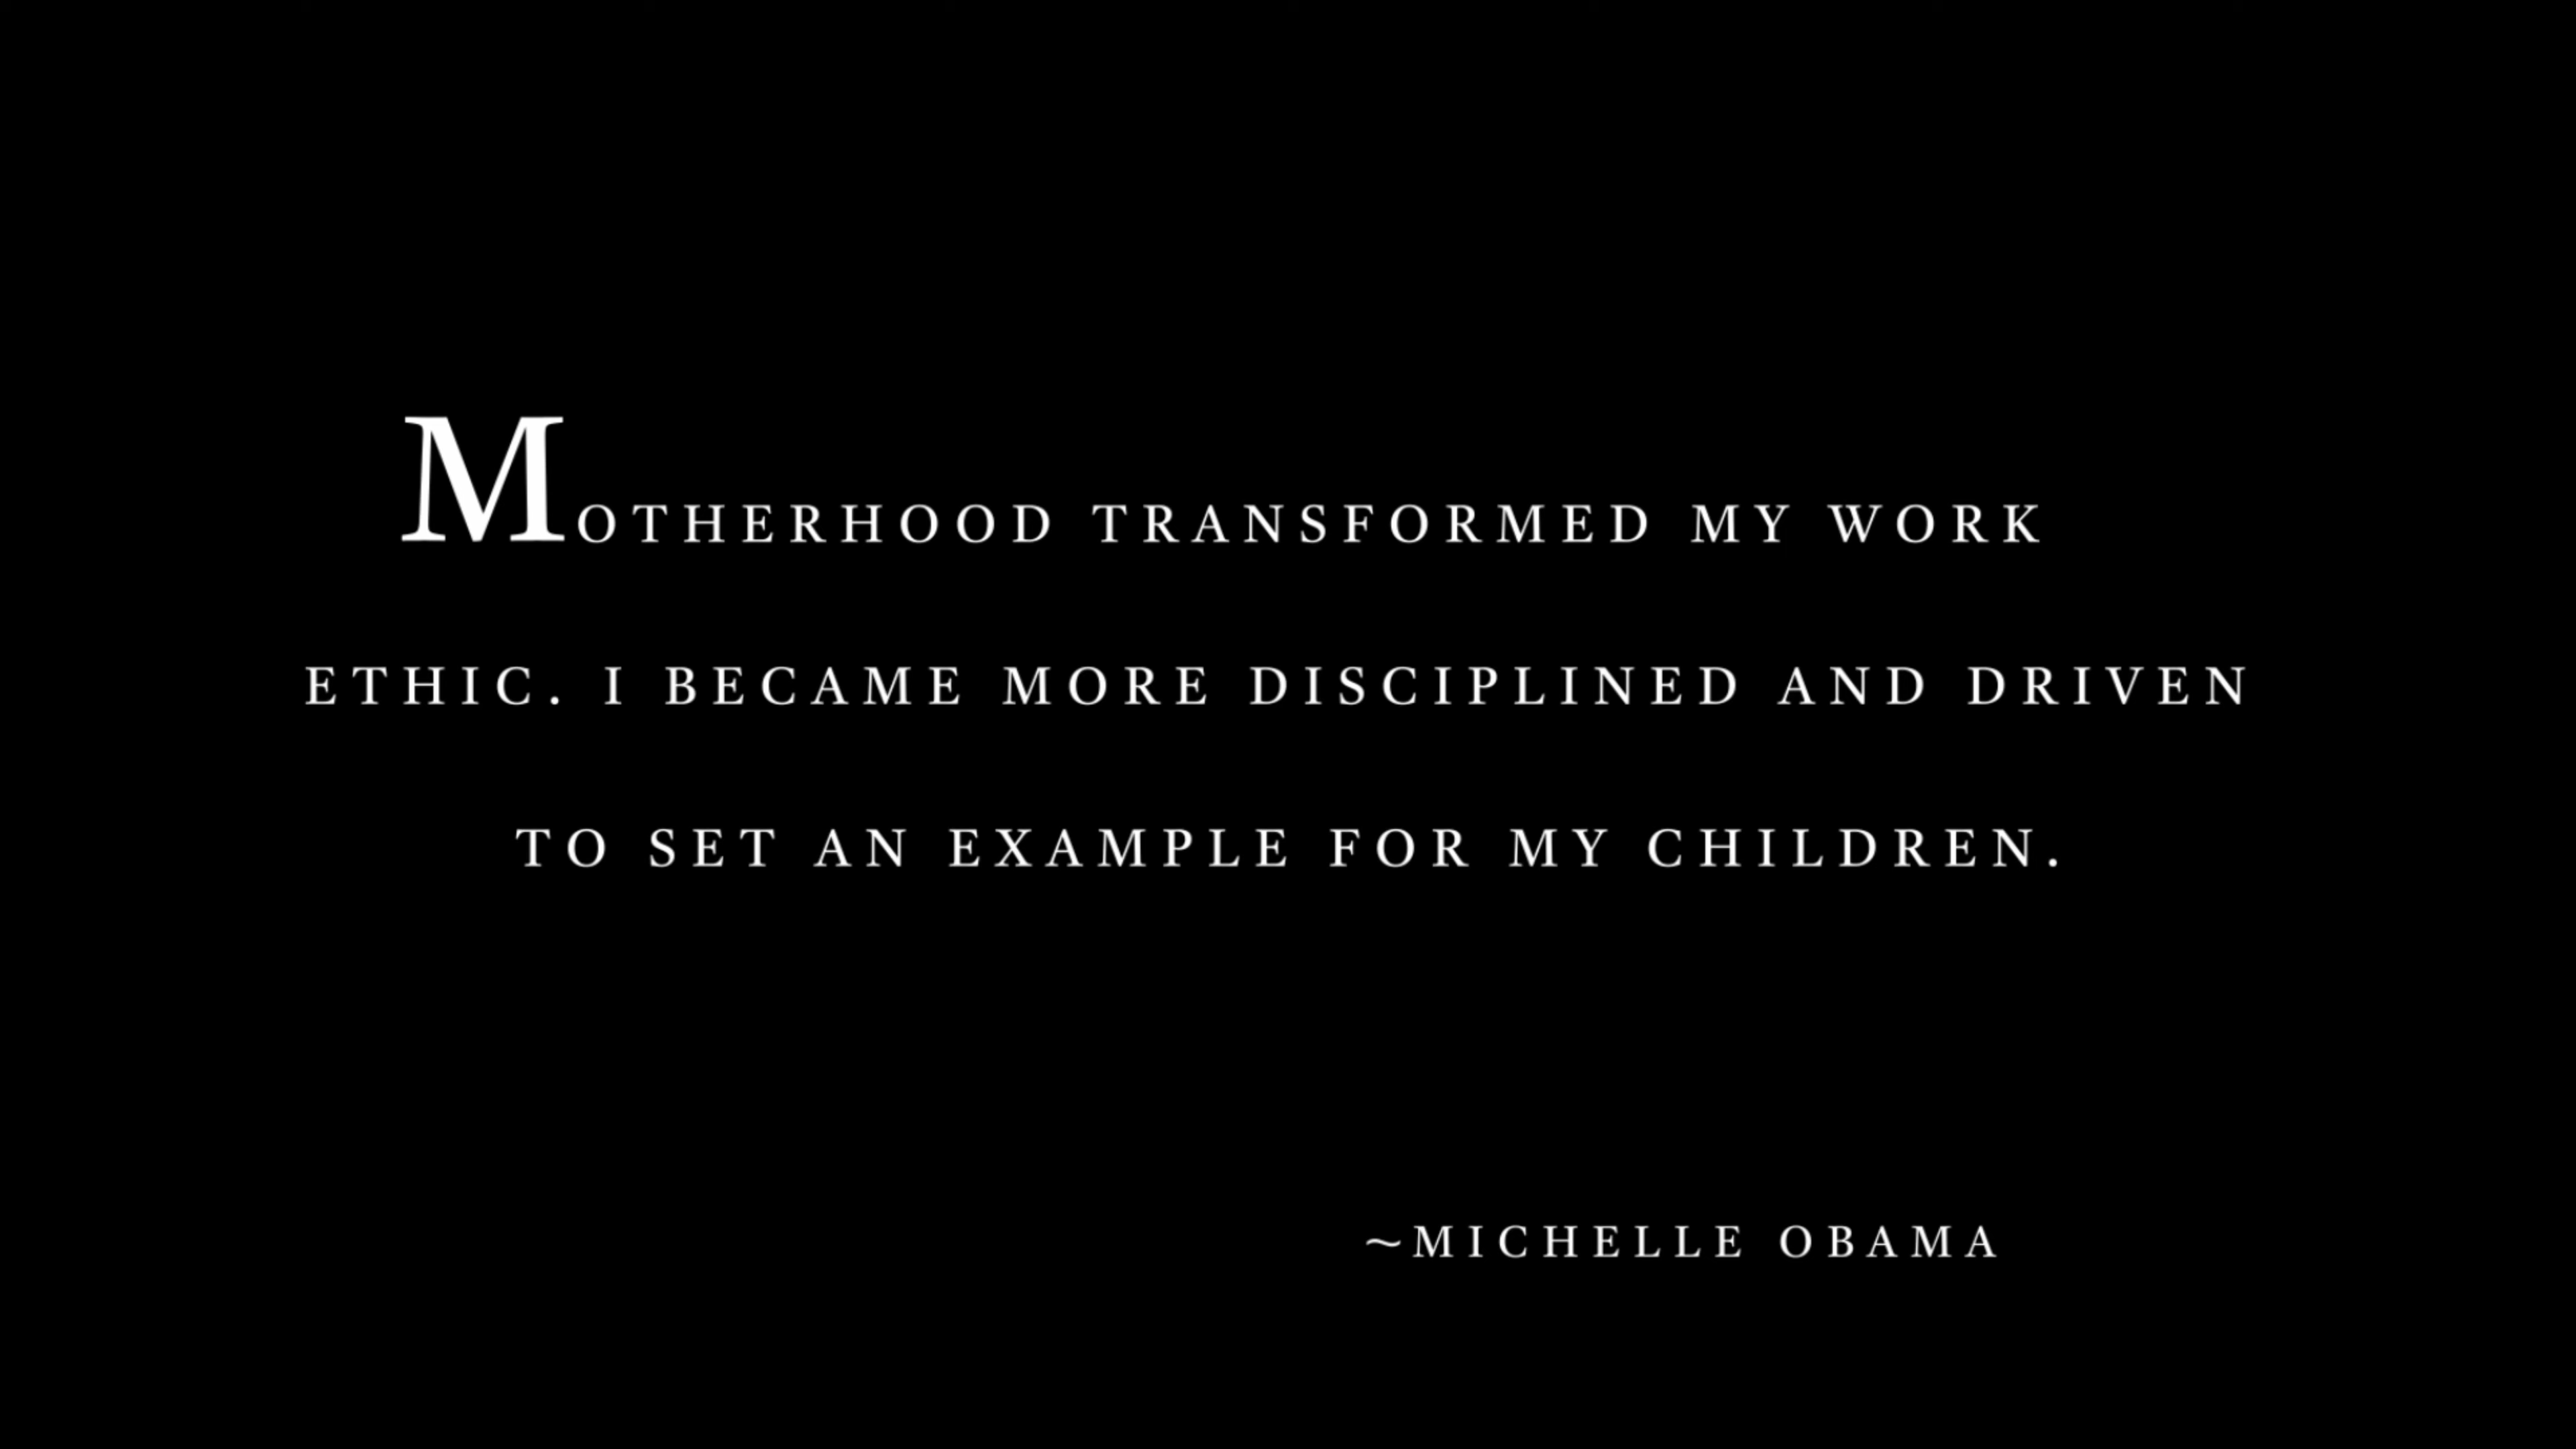 MOTHERHOOD TRANSFORMED MY WORK
ETHIC. I BECAME MORE DISCIPLINED AND DRIVEN
TO SET AN EXAMPLE FOR MY CHILDREN.
~MICHELLE OBAMA